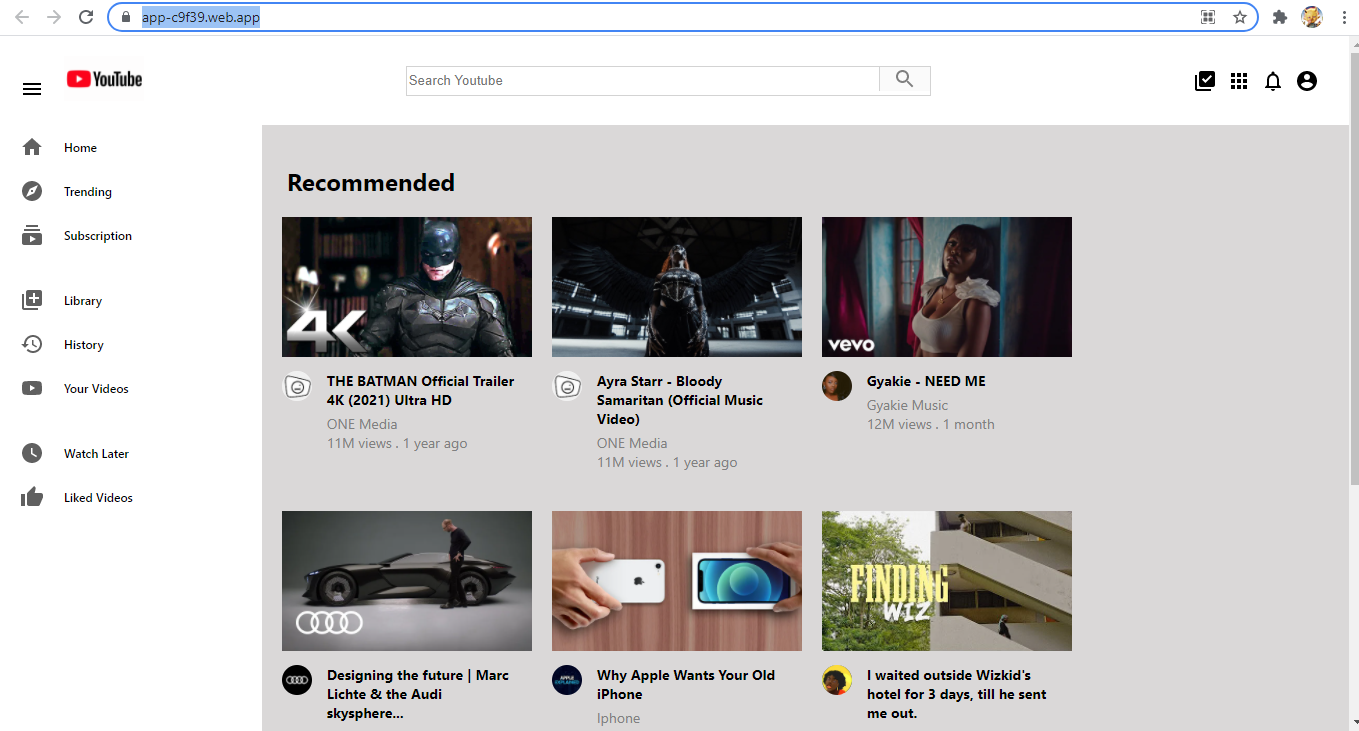 app-c9f39.web.app
YouTube
Search Youtube
Home
Trending
Subscription
Library
History
Your Videos
Watch Later
Liked Videos
Recommended
4K
vevo
THE BATMAN Official Trailer
4K (2021) Ultra HD
ONE Media
11M views . 1 year ago
Ayra Starr - Bloody
Samaritan (Official Music
Video)
ONE Media
11M views . 1 year ago
Gyakie - NEED ME
Gyakie Music
12M views . 1 month
FINDING
WIZ
Designing the future | Marc
Lichte & the Audi
skysphere...
APPLE
EXPLAINED
Why Apple Wants Your Old
iPhone
Iphone
I waited outside Wizkid's
hotel for 3 days, till he sent
me out.